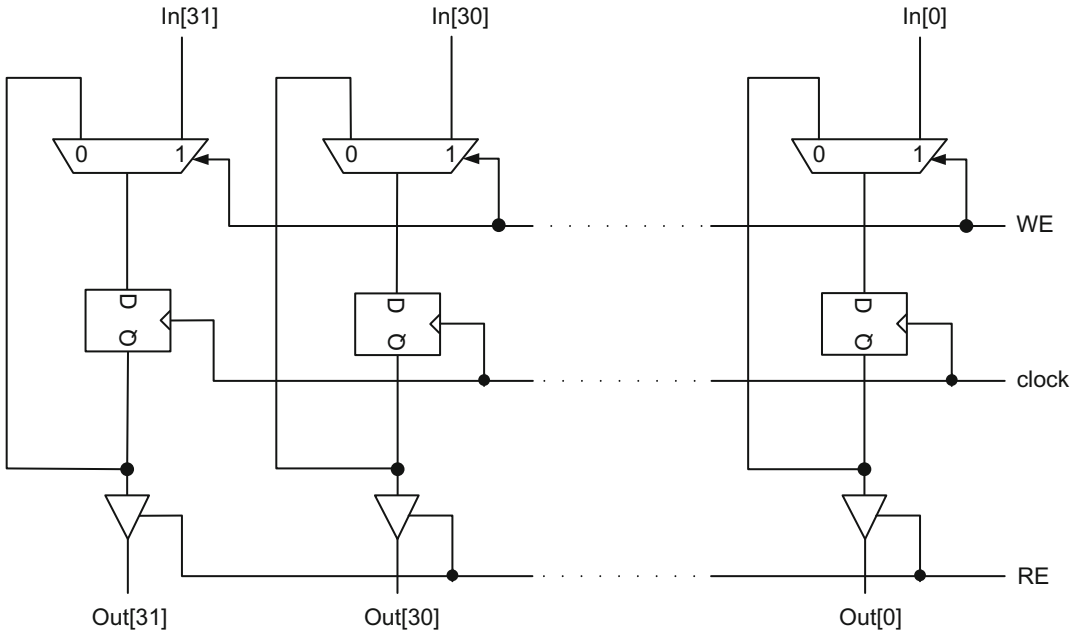 In[31] In[30] In[0]
0 1 0 1 0 1
WE
D D D
Q Q Q
clock
RE
Out[31] Out[30] Out[0]